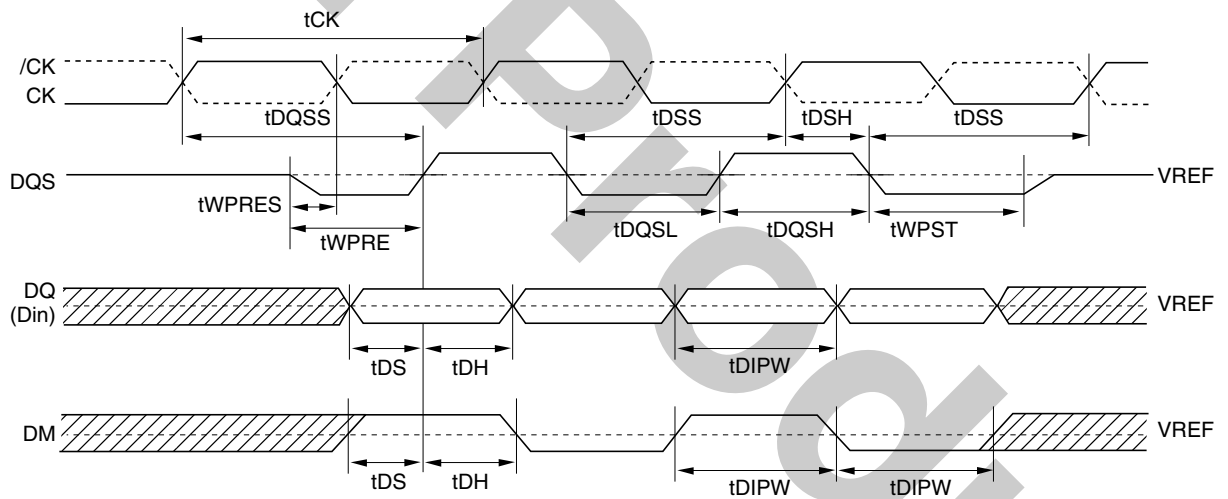 tCK
/CK
CK
tDQSS
tDSS
tDSH
tDSS
DQS
VREF
tWPRES
tWPRE
tDQSL
tDQSH
tWPST
DQ
(Din)
VREF
tDS
tDH
tDIPW
DM
VREF
tDS
tDH
tDIPW
tDIPW
Prod